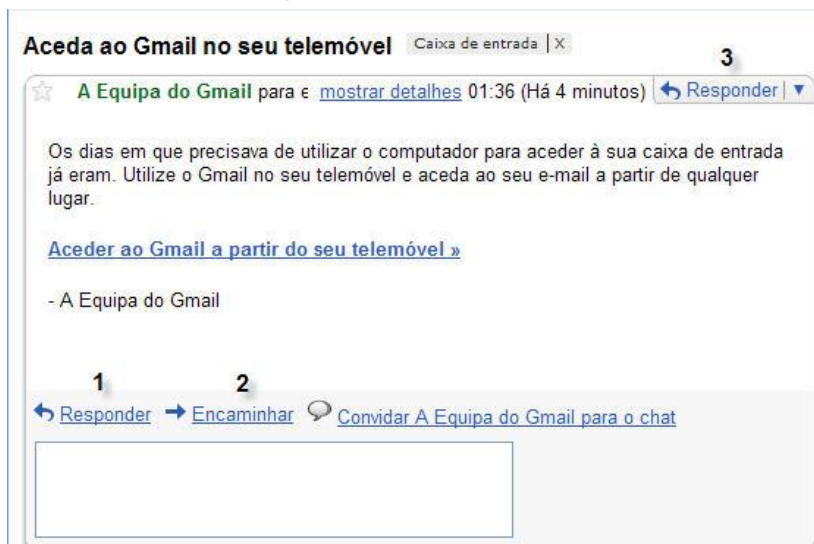 Aceda ao Gmail no seu telemóvel Caixa de entrada | X
3
A Equipa do Gmail para e mostrar detalhes 01:36 (Há 4 minutos) Responder | ▼
Os dias em que precisava de utilizar o computador para aceder à sua caixa de entrada
já eram. Utilize o Gmail no seu telemóvel e aceda ao seu e-mail a partir de qualquer
lugar.
Aceder ao Gmail a partir do seu telemóvel »
- A Equipa do Gmail
1 2
Responder Encaminhar Convidar A Equipa do Gmail para o chat